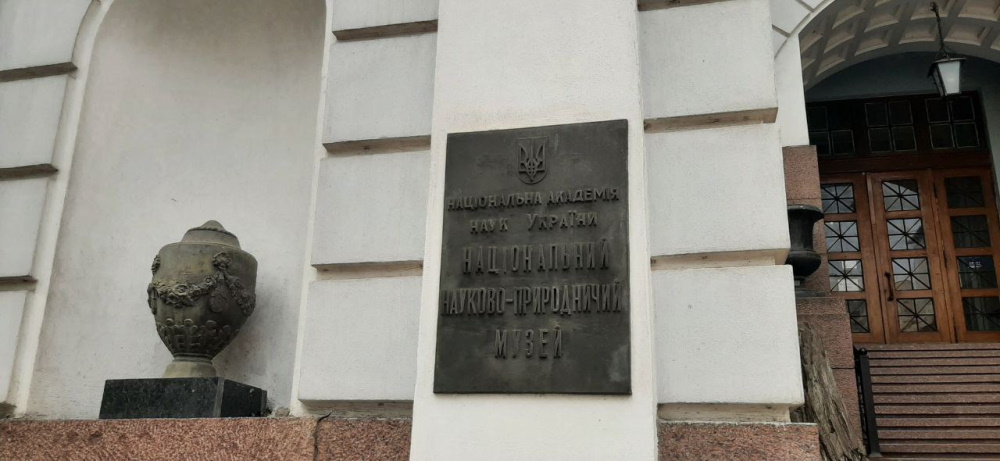 НАЦІОНАЛЬНА АКАДЕМІЯ
НАУК УКРАЇНИ
НАЦІОНАЛЬНИЙ
НАУКОВО-ПРИРОДНИЧИЙ
МУЗЕЙ